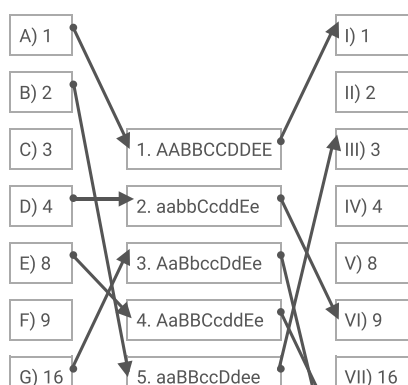 A) 1
B) 2
C) 3
D) 4
E) 8
F) 9
G) 16
1. AABBCCDDEE
2. aabbCcddEe
3. AaBbccDdEe
4. AaBBCcddEe
5. aaBBccDdee
I) 1
II) 2
III) 3
IV) 4
V) 8
VI) 9
VII) 16